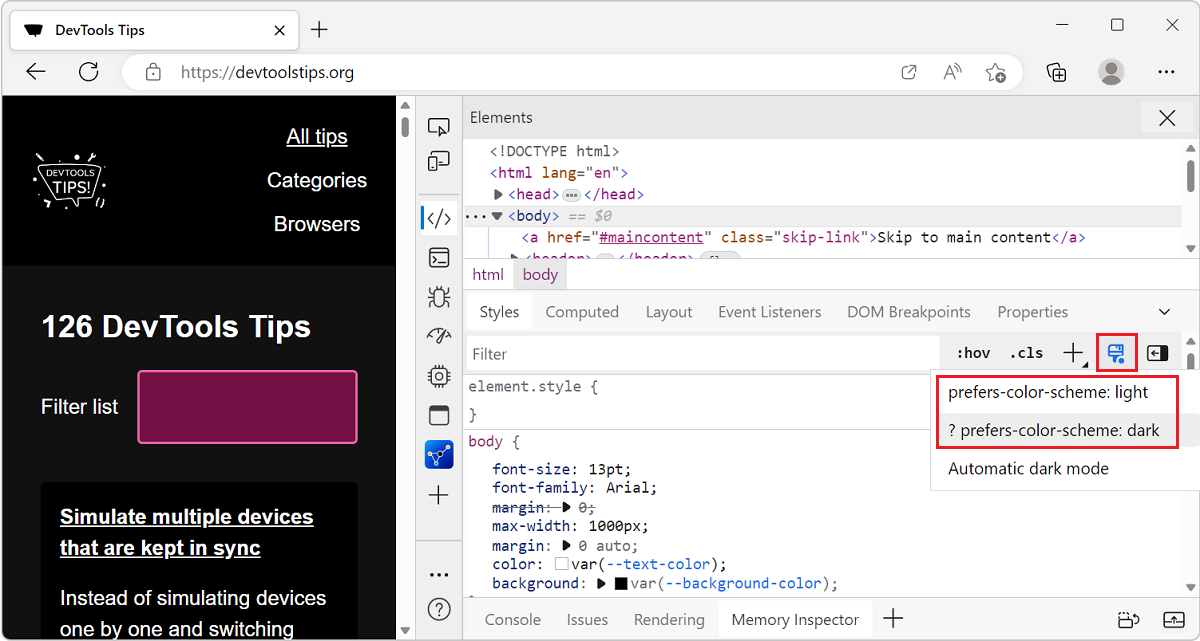 DevTools Tips
https://devtoolstips.org
DEVTOOLS
TIPS!
All tips
Categories
Browsers
126 DevTools Tips
Filter list
Simulate multiple devices
that are kept in sync
Instead of simulating devices
one by one and switching
Elements
<!DOCTYPE html>
<html lang="en">
<head> ••• </head>
••• <body> == $0
<a href="#maincontent" class="skip-link">Skip to main content</a>
<header> </header>
html body
Styles Computed Layout Event Listeners DOM Breakpoints Properties
Filter :hov .cls
prefers-color-scheme: light
? prefers-color-scheme: dark
Automatic dark mode
element.style {
}
body {
font-size: 13pt;
font-family: Arial;
margin: 0;
max-width: 1000px;
margin: 0 auto;
color: var(--text-color);
background: var(--background-color);
Console Issues Rendering Memory Inspector